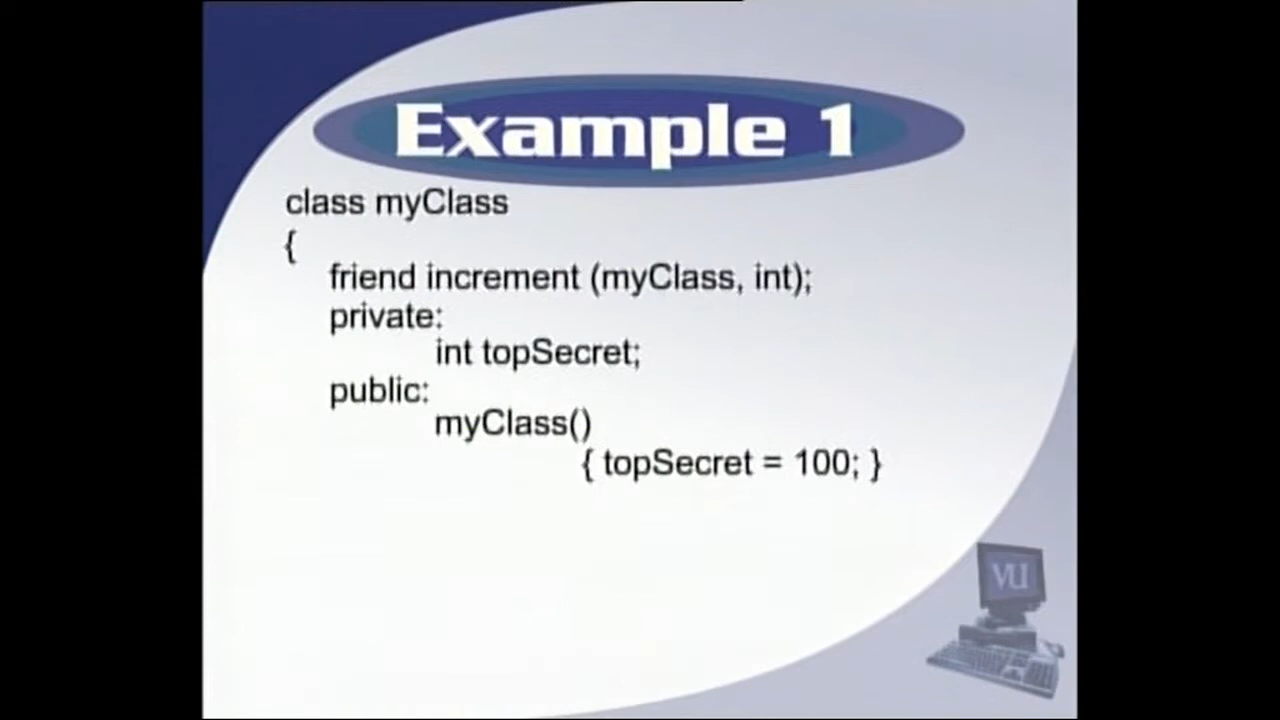 Example 1
class myClass
{
friend increment (myClass, int);
private:
int topSecret;
public:
myClass()
{ topSecret = 100; }
VU